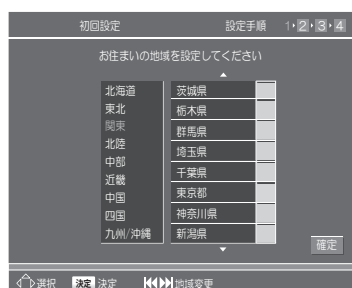 初回設定 設定手順 1・2・3・4
お住まいの地域を設定してください
北海道
東北
関東
北陸
中部
近畿
中国
四国
九州/沖縄
茨城県
栃木県
群馬県
埼玉県
千葉県
東京都
神奈川県
新潟県
確定
選択 決定 決定 地域変更